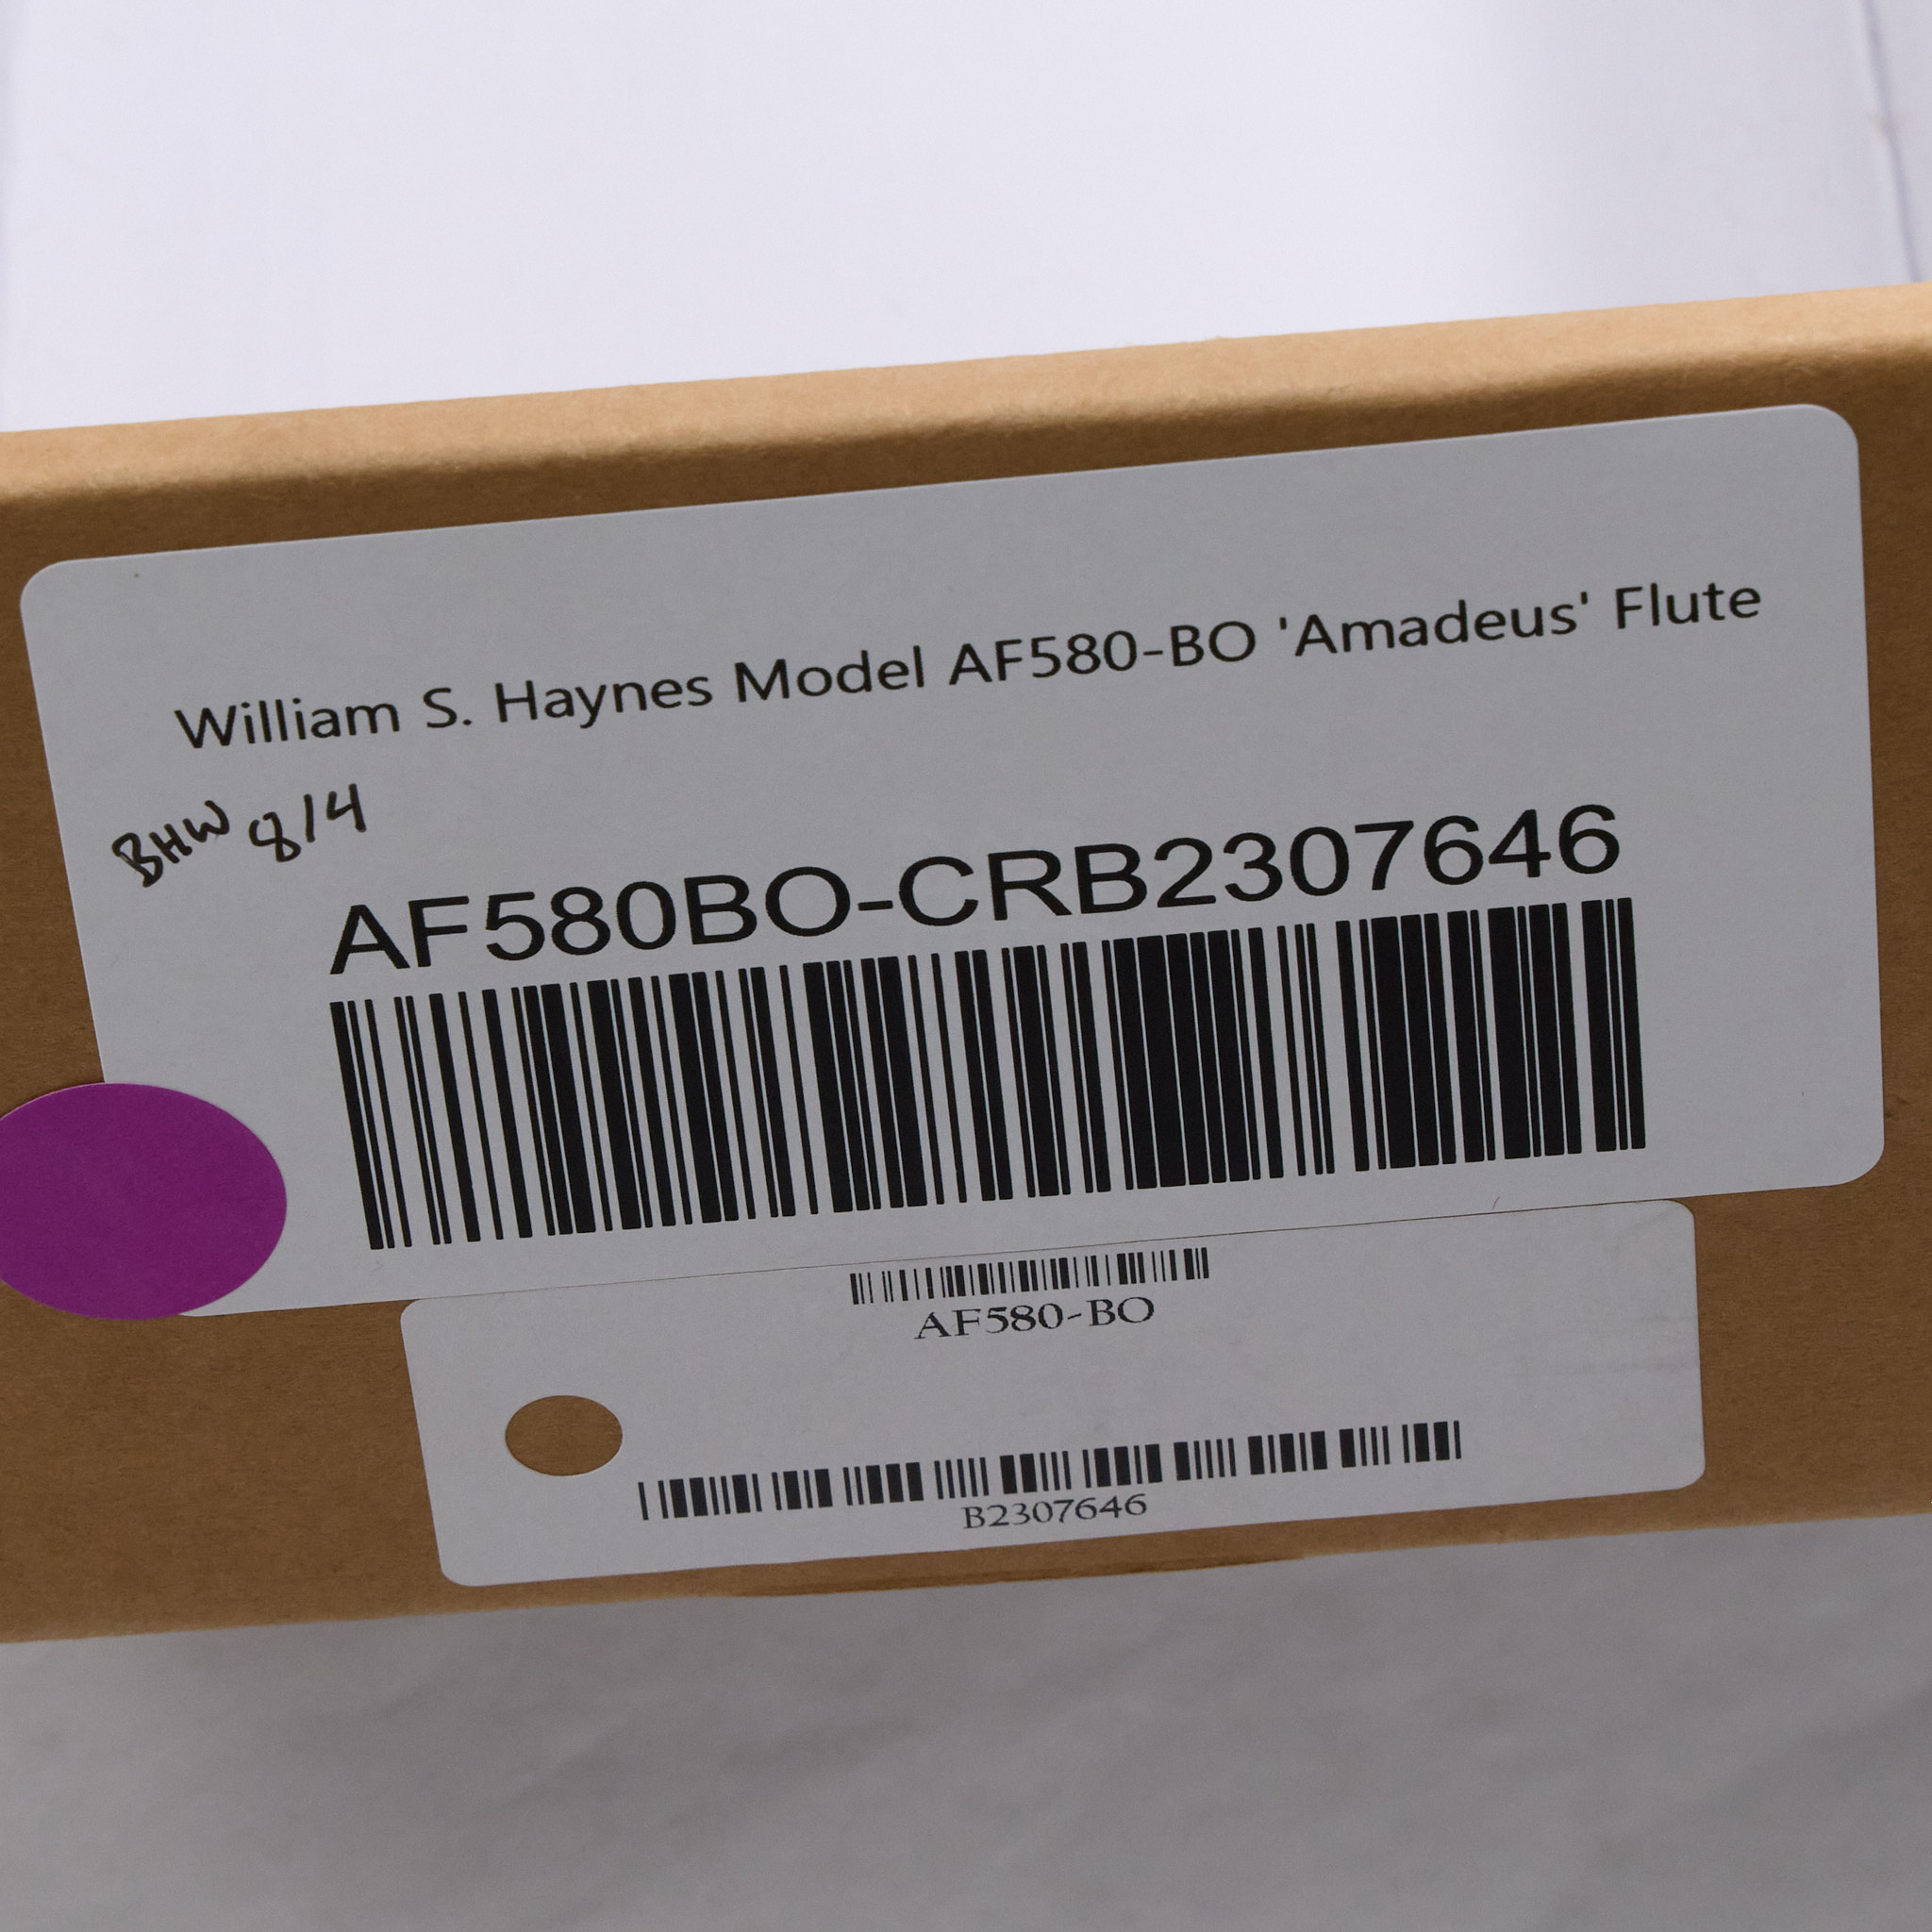 William S. Haynes Model AF580-BO 'Amadeus' Flute
BHW 8/4
AF580BO-CRB2307646
AF580-BO
B2307646